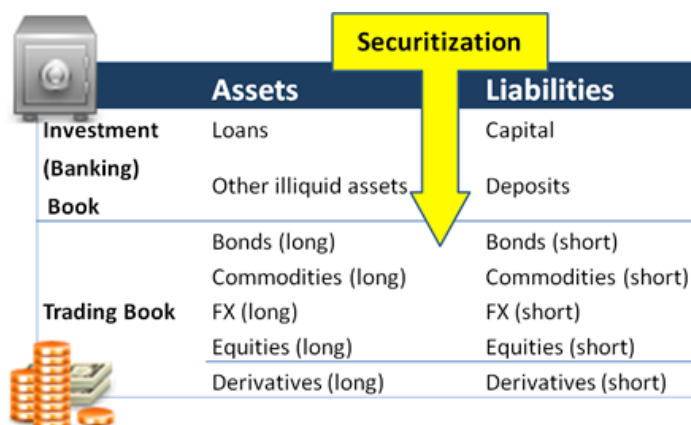 Securitization
Assets Liabilities
Investment Loans Capital
(Banking)
Other illiquid assets Deposits
Book
Bonds (long) Bonds (short)
Commodities (long) Commodities (short)
Trading Book FX (long) FX (short)
Equities (long) Equities (short)
Derivatives (long) Derivatives (short)